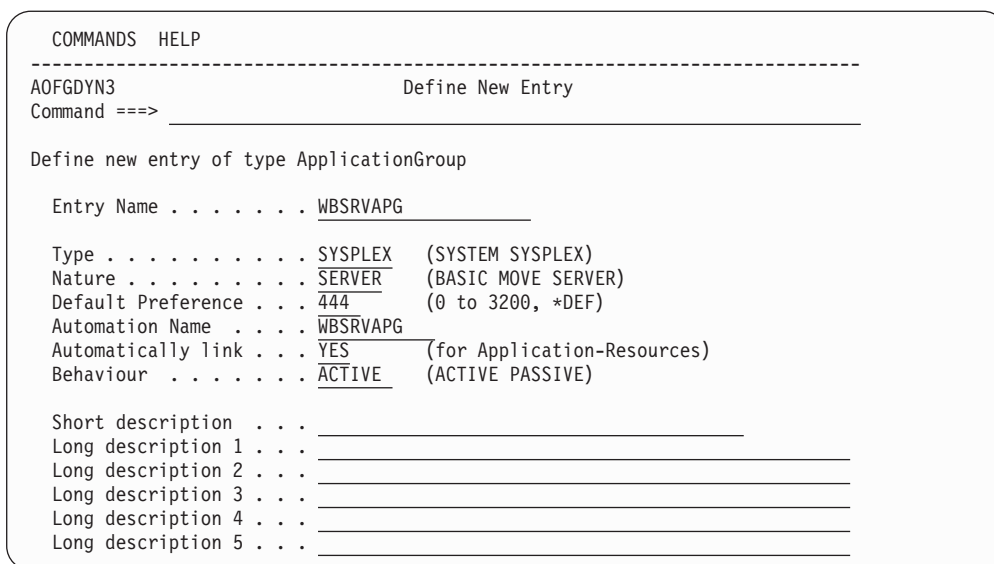 COMMANDS HELP
-------------------------------------------------------------------------------
AOFGDYN3 Define New Entry
Command ===>
Define new entry of type ApplicationGroup
Entry Name . . . . . . . WBSRVAPG
Type . . . . . . . . . . SYSPLEX (SYSTEM SYSPLEX)
Nature . . . . . . . . . SERVER (BASIC MOVE SERVER)
Default Preference . . . 444 (0 to 3200, *DEF)
Automation Name . . . . WBSRVAPG
Automatically link . . . YES (for Application-Resources)
Behaviour . . . . . . . ACTIVE (ACTIVE PASSIVE)
Short description . . .
Long description 1 . . .
Long description 2 . . .
Long description 3 . . .
Long description 4 . . .
Long description 5 . . .